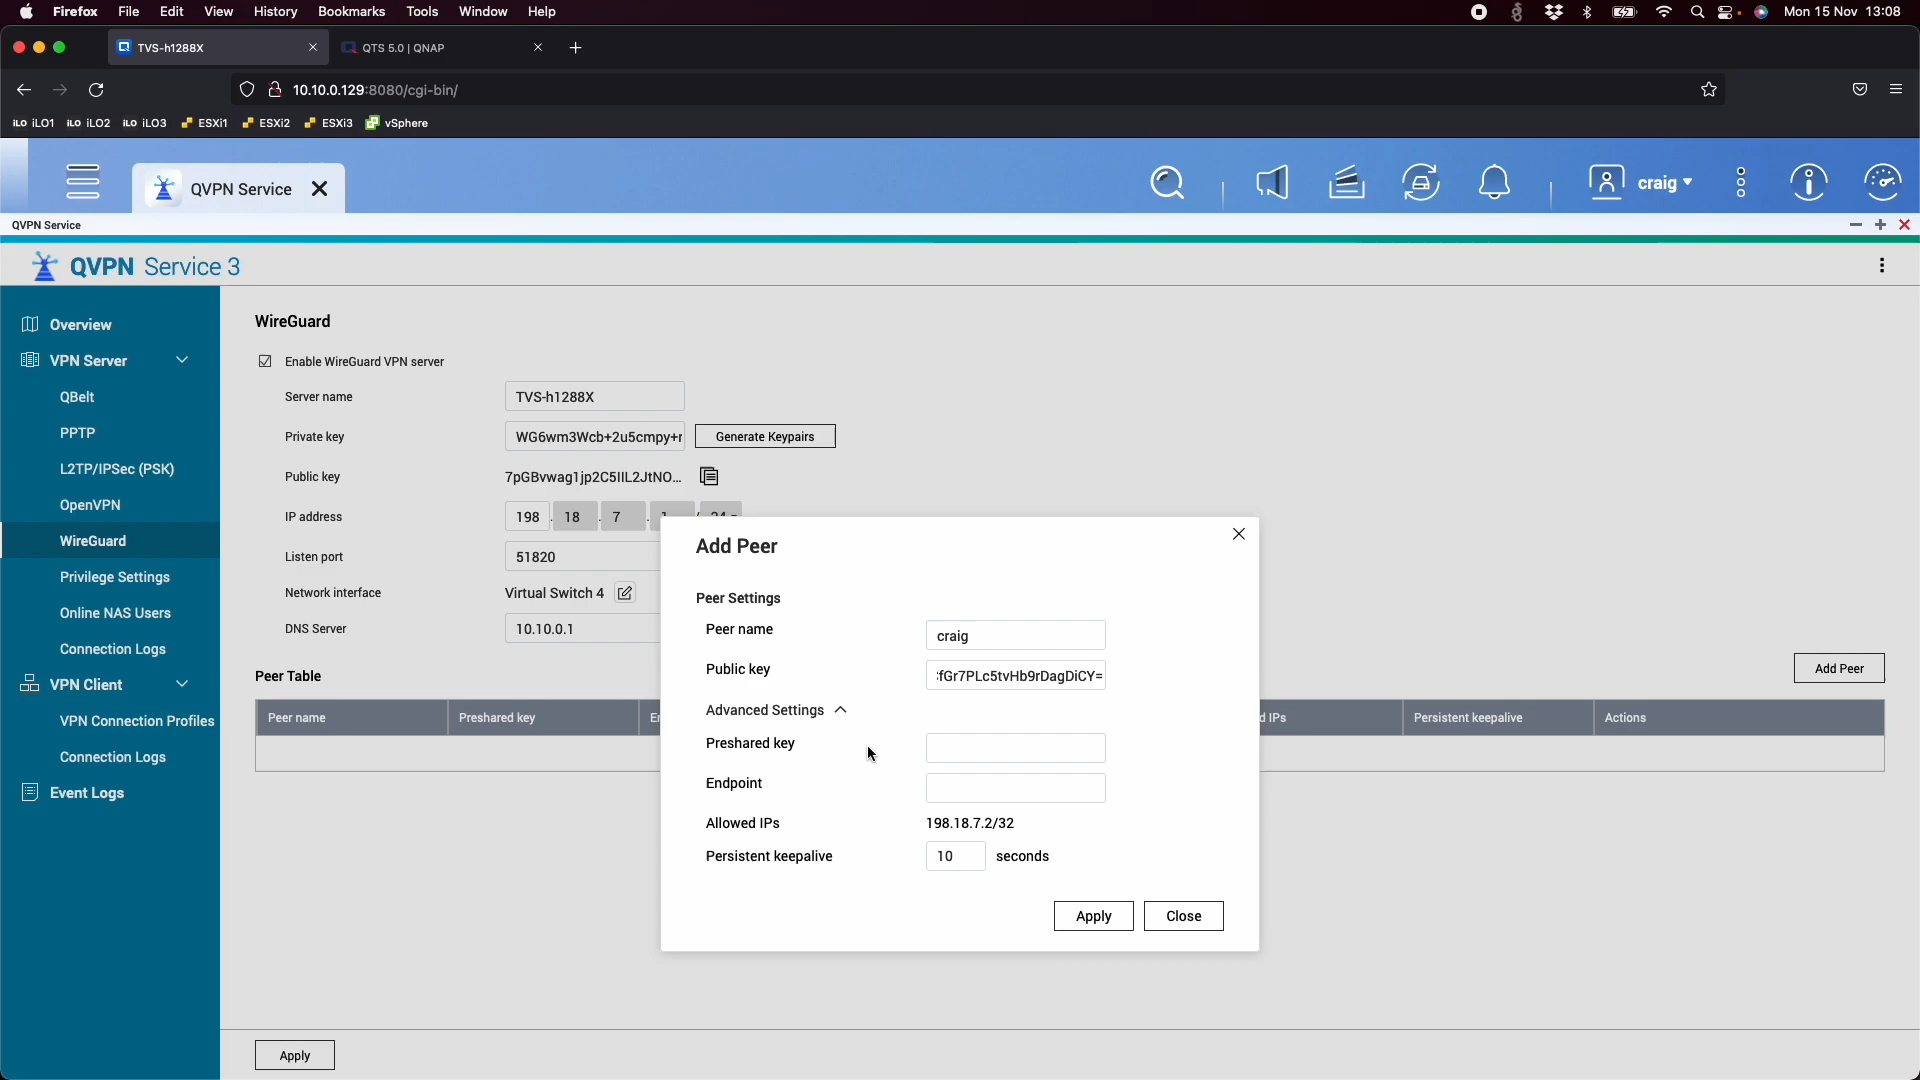 Firefox File Edit View History Bookmarks Tools Window Help Mon 15 Nov 13:08
TVS-h1288X QTS 5.0 | QNAP
10.10.0.129:8080/cgi-bin/
iLO iLO1 iLO iLO2 iLO iLO3 ESXi1 ESXi2 ESXi3 vSphere
QVPN Service craig
QVPN Service
QVPN Service 3
Overview
VPN Server
QBelt
PPTP
L2TP/IPSec (PSK)
OpenVPN
WireGuard
Privilege Settings
Online NAS Users
Connection Logs
VPN Client
VPN Connection Profiles
Connection Logs
Event Logs
WireGuard
Enable WireGuard VPN server
Server name TVS-h1288X
Private key WG6wm3Wcb+2u5cmpy+r Generate Keypairs
Public key 7pGBvwag1jp2C5IIL2JtNO...
IP address 198 . 18 . 7 . 1 / 24
Listen port 51820
Network interface Virtual Switch 4
DNS Server 10.10.0.1
Peer Table Add Peer
Peer name Preshared key d IPs Persistent keepalive Actions
Apply
Add Peer
Peer Settings
Peer name craig
Public key fGr7PLc5tvHb9rDagDiCY=
Advanced Settings
Preshared key
Endpoint
Allowed IPs 198.18.7.2/32
Persistent keepalive 10 seconds
Apply Close